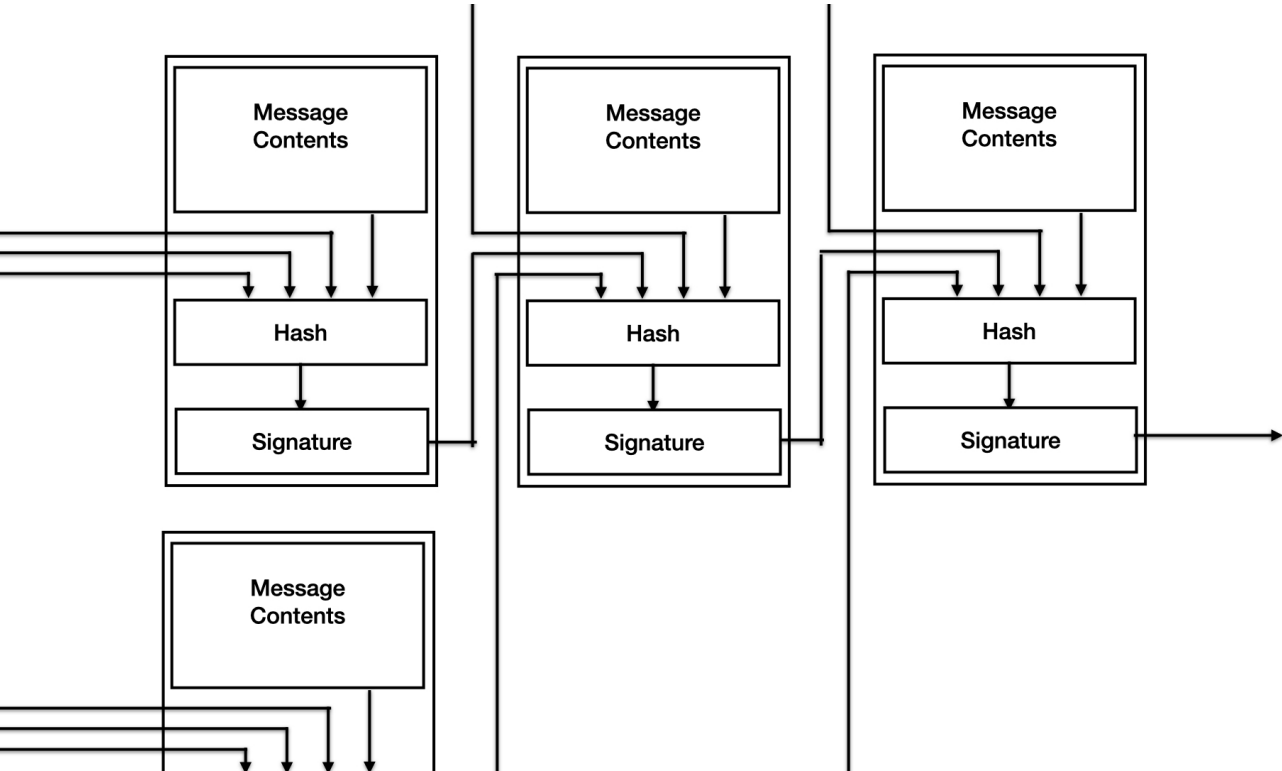 Message
Contents
Hash
Signature
Message
Contents
Hash
Signature
Message
Contents
Hash
Signature
Message
Contents